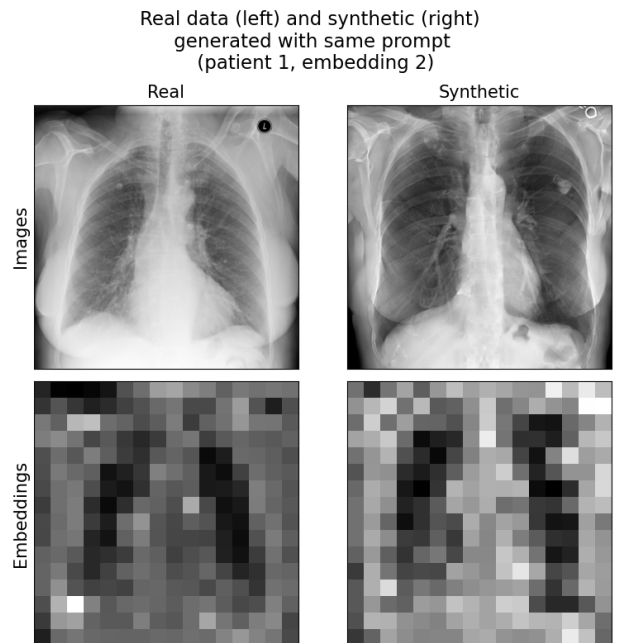 Real data (left) and synthetic (right)
generated with same prompt
(patient 1, embedding 2)
Real
Synthetic
Images
L
Embeddings